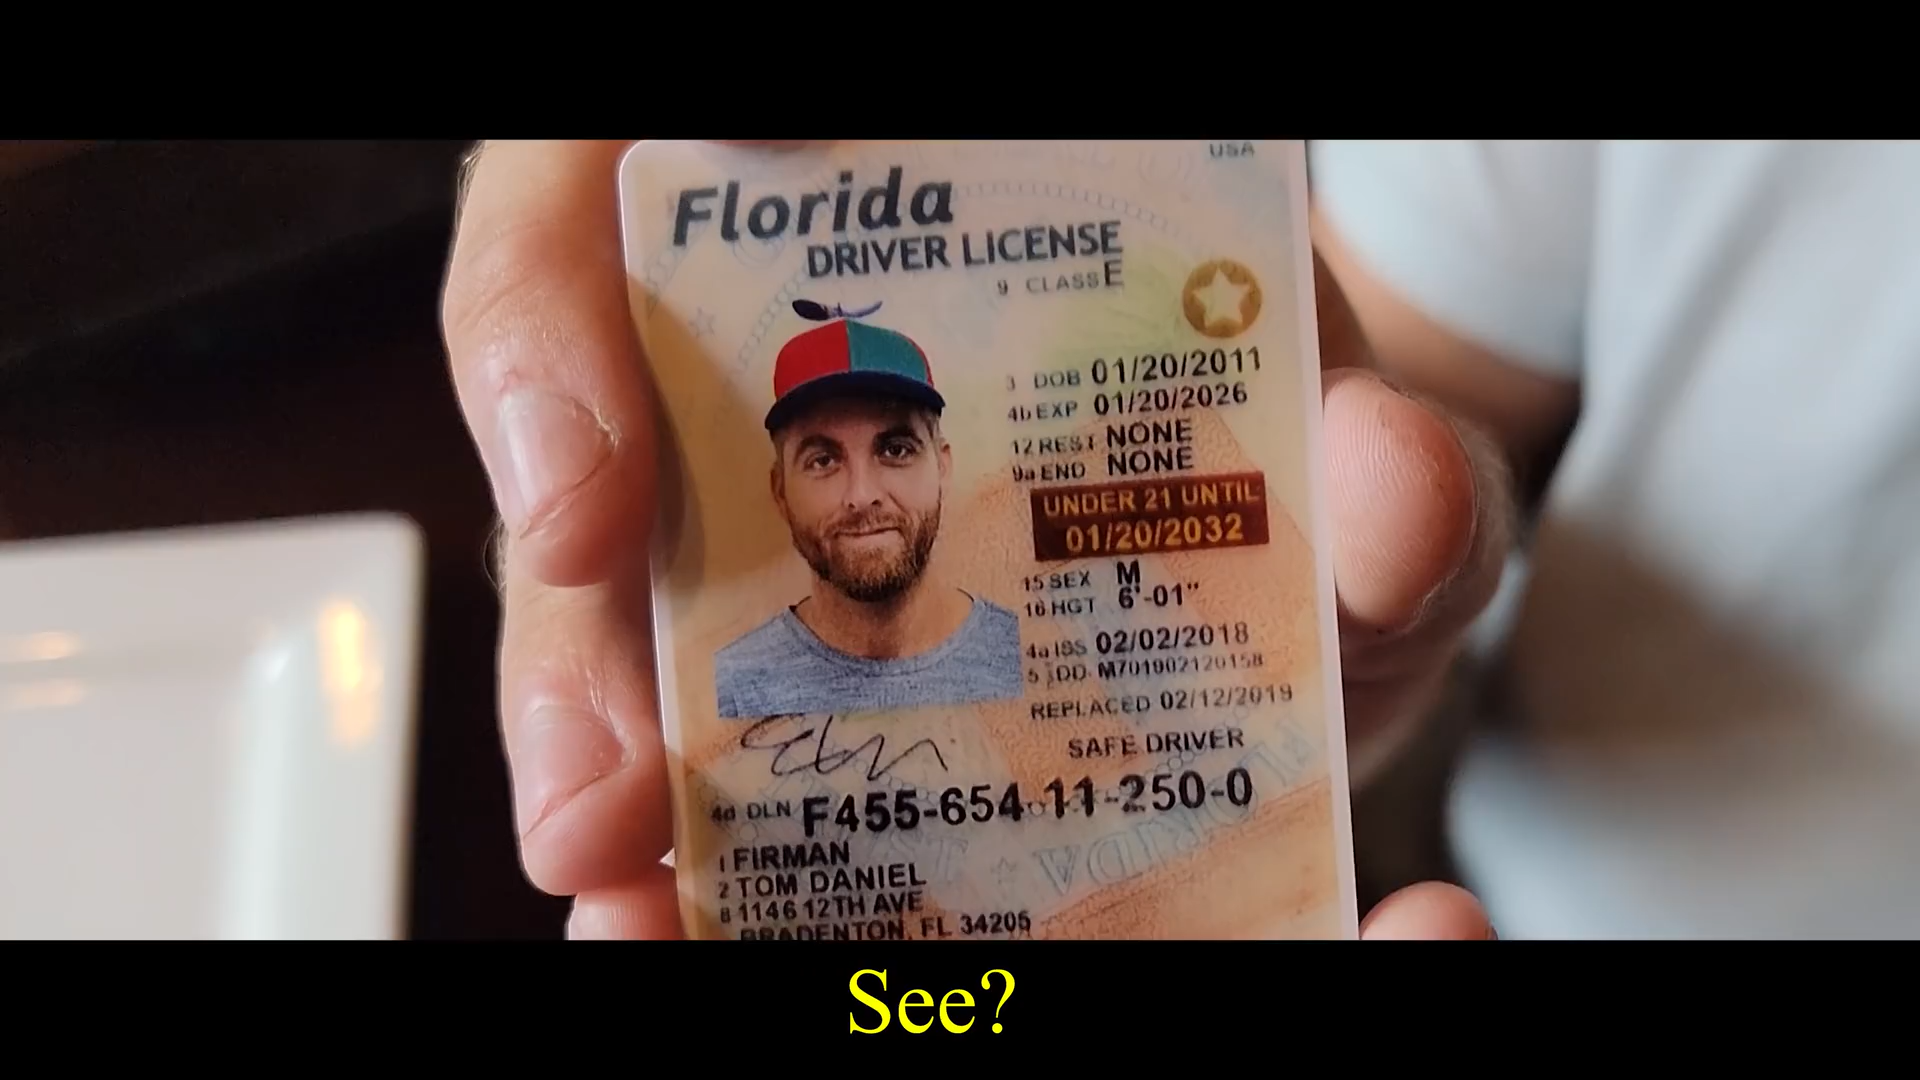 USA
Florida
DRIVER LICENSE
9 CLASS E
3 DOB 01/20/2011
4b EXP 01/20/2026
12 REST NONE
9a END NONE
UNDER 21 UNTIL
01/20/2032
15 SEX M
16 HGT 6'-01"
4a ISS 02/02/2018
5 DD M701902120158
REPLACED 02/12/2019
SAFE DRIVER
4d DLN F455-654-11-250-0
1 FIRMAN
2 TOM DANIEL
8 1146 12TH AVE
BRADENTON, FL 34205
See?